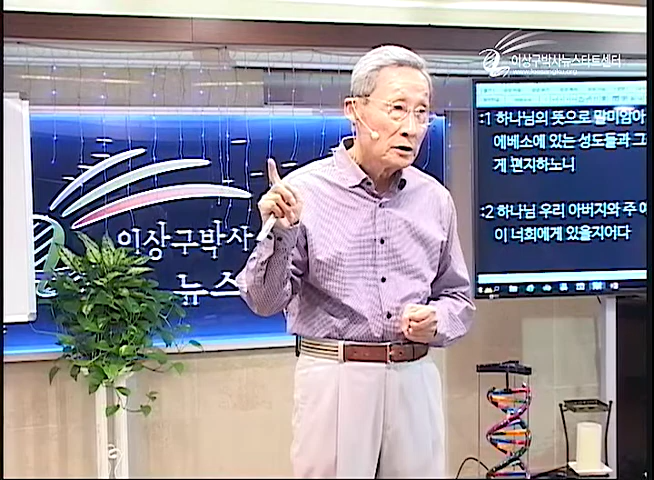 이상구박사뉴스타트센터
:1 하나님의 뜻으로 말미암아
에베소에 있는 성도들과 그
게 편지하노니
:2 하나님 우리 아버지와 주 예
이 너희에게 있을지어다
이상구박사
뉴스